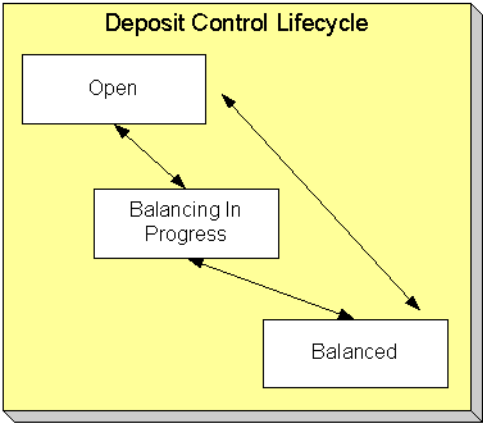 Deposit Control Lifecycle
Open
Balancing In
Progress
Balanced